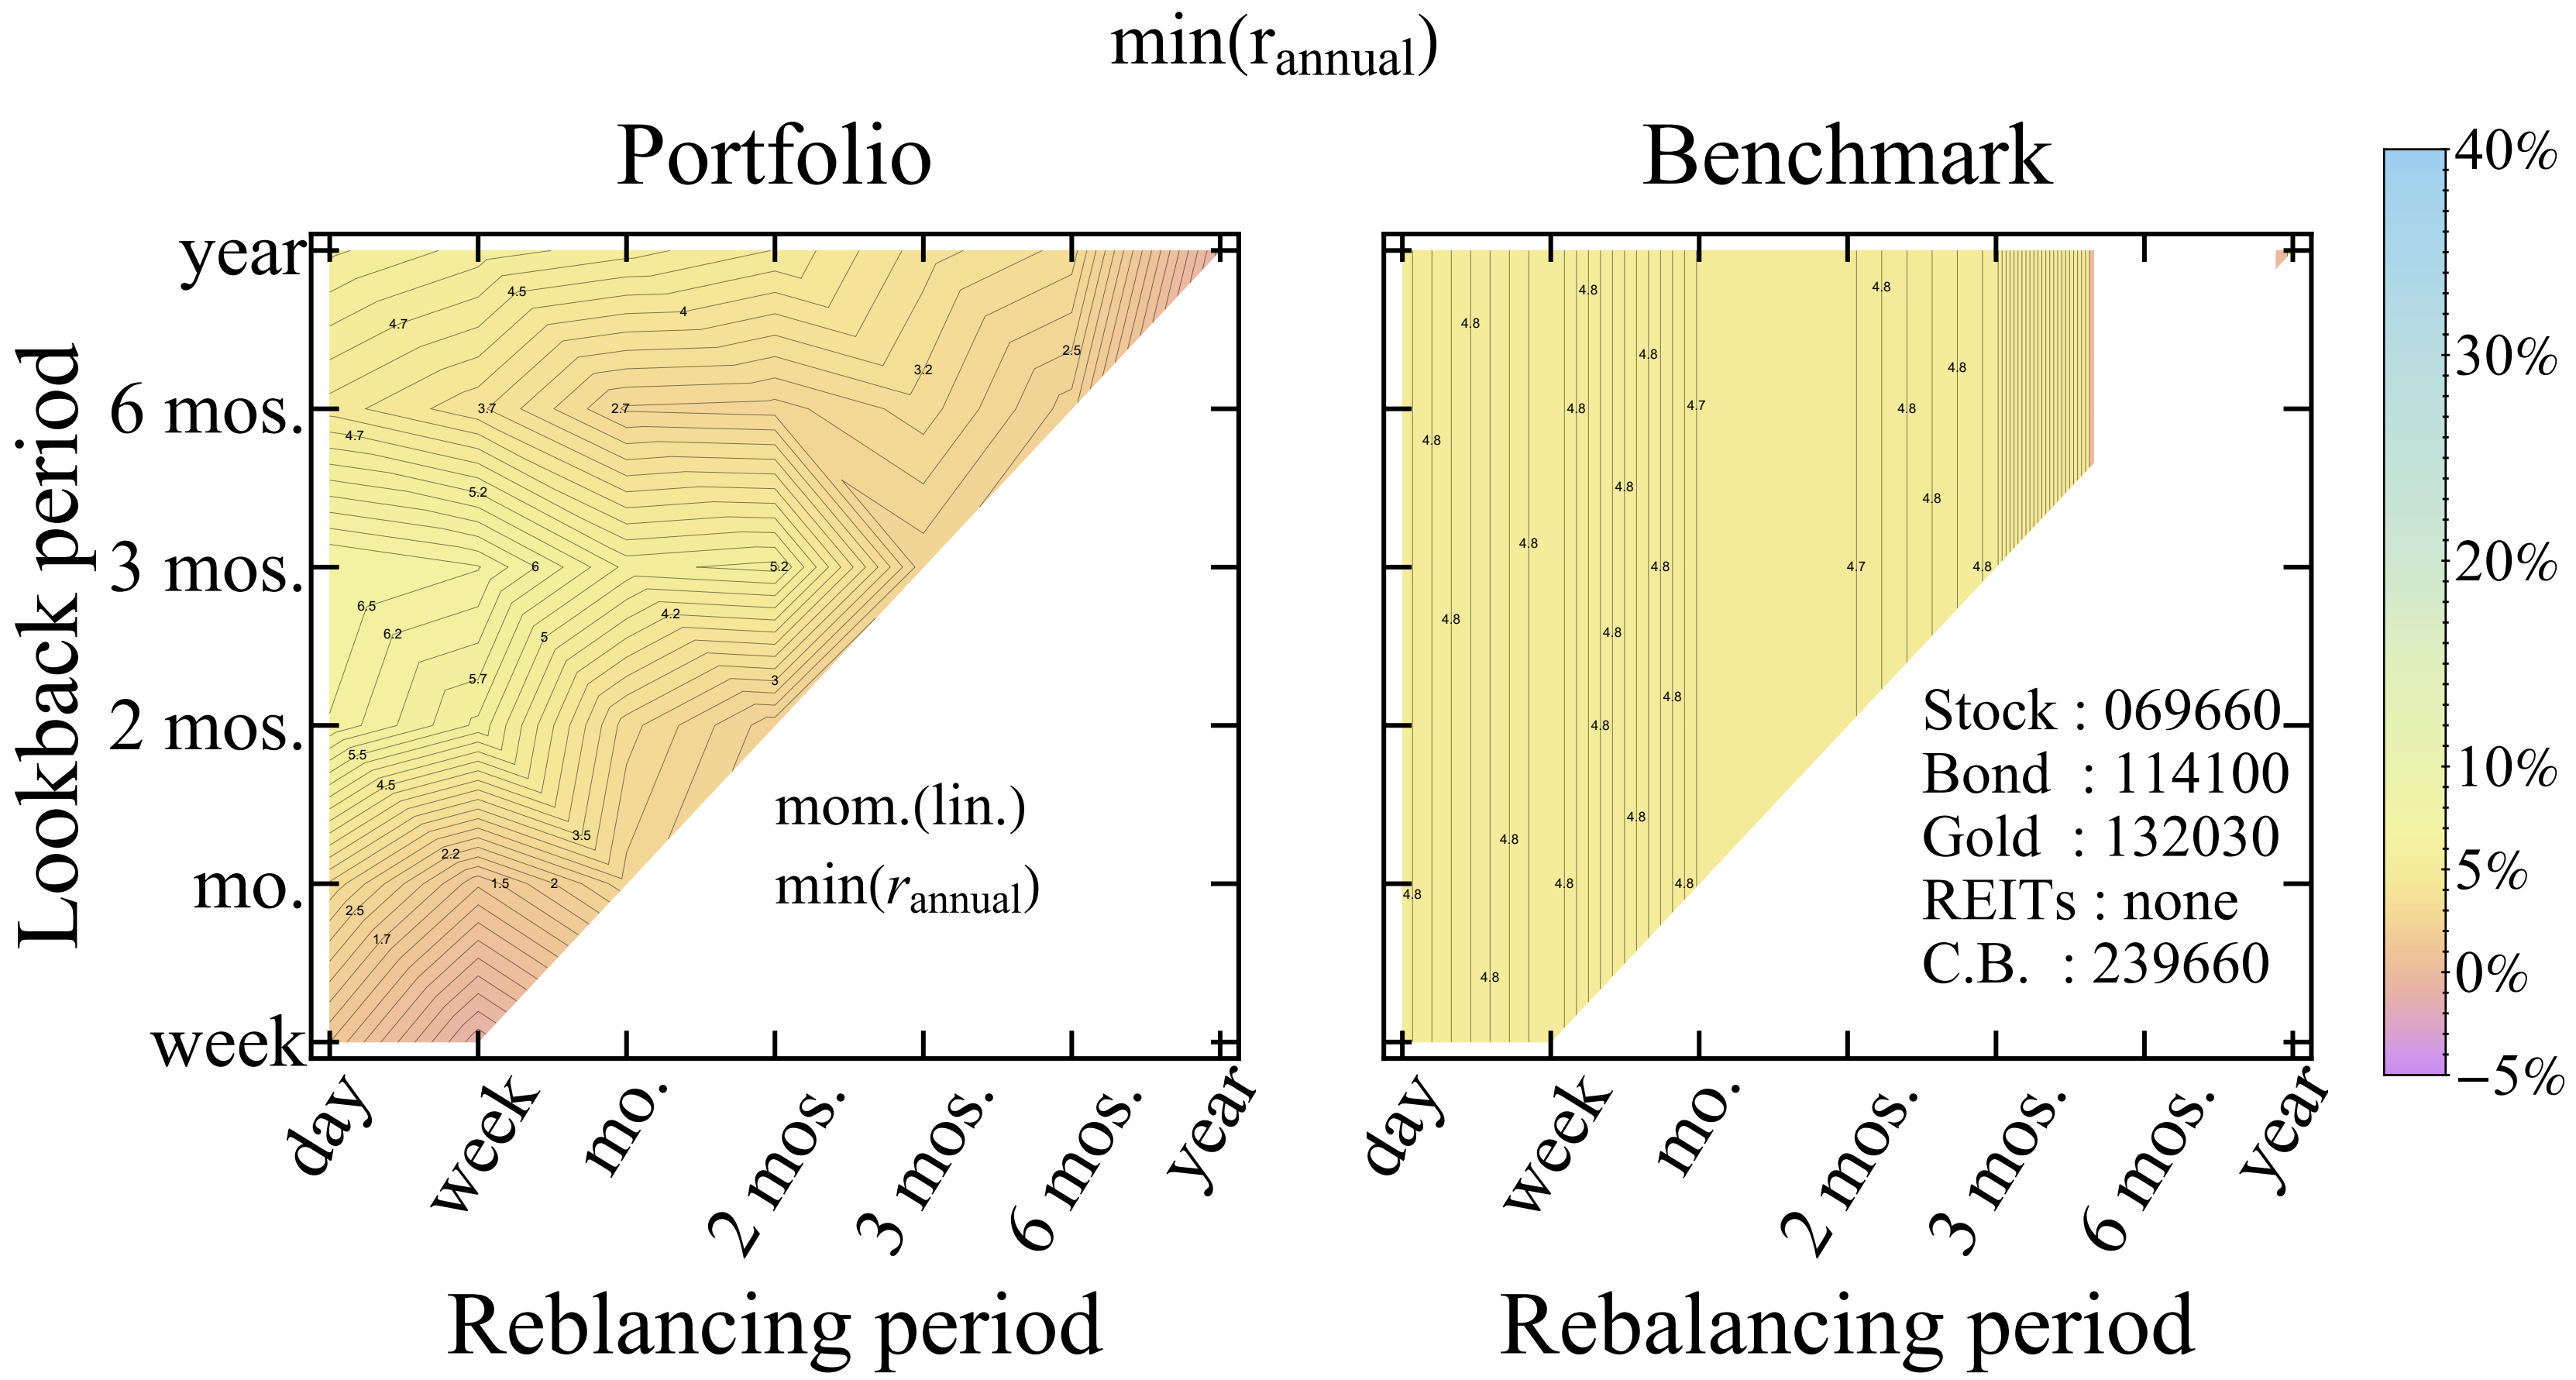 min(r_annual)
Portfolio
Benchmark
Lookback period
year
6 mos.
3 mos.
2 mos.
mo.
week
4.5
4.7
4
3.2
2.5
3.7
2.7
4.7
5.2
6
5.2
6.5
6.2
4.2
5
5.7
3
5.5
4.5
3.5
2.2
1.5
2
2.5
1.7
mom.(lin.)
min(r_annual)
day
week
mo.
2 mos.
3 mos.
6 mos.
year
Reblancing period
4.8
4.8
4.8
4.8
4.8
4.8
4.7
4.8
4.8
4.8
4.8
4.8
4.8
4.7
4.8
4.8
4.8
4.8
4.8
4.8
4.8
4.8
4.8
4.8
4.8
Stock : 069660
Bond : 114100
Gold : 132030
REITs : none
C.B. : 239660
day
week
mo.
2 mos.
3 mos.
6 mos.
year
Rebalancing period
40%
30%
20%
10%
5%
0%
−5%